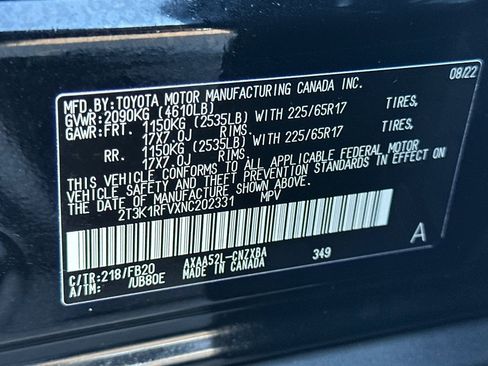 MFD.BY:TOYOTA MOTOR MANUFACTURING CANADA INC. 08/22
GVWR:2090KG (4610LB)
GAWR:FRT. 1150KG (2535LB) WITH 225/65R17 TIRES,
17X7.0J RIMS.
RR. 1150KG (2535LB) WITH 225/65R17 TIRES,
17X7.0J RIMS.
THIS VEHICLE CONFORMS TO ALL APPLICABLE FEDERAL MOTOR
VEHICLE SAFETY AND THEFT PREVENTION STANDARDS IN EFFECT ON
THE DATE OF MANUFACTURE SHOWN ABOVE.
2T3K1RFVXNC202331 MPV
A
C/TR:218/FB20 AXAA52L-CNZXBA 349
A/TM: /UB80E MADE IN CANADA